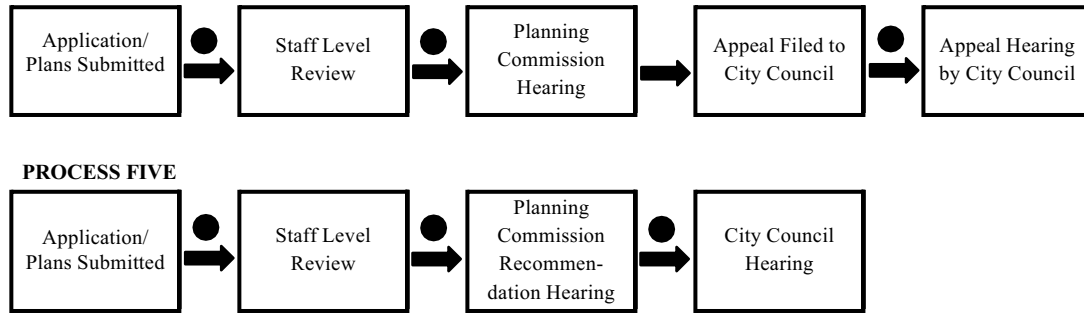 Application/
Plans Submitted
Staff Level
Review
Planning
Commission
Hearing
Appeal Filed to
City Council
Appeal Hearing
by City Council
PROCESS FIVE
Application/
Plans Submitted
Staff Level
Review
Planning
Commission
Recommen-
dation Hearing
City Council
Hearing